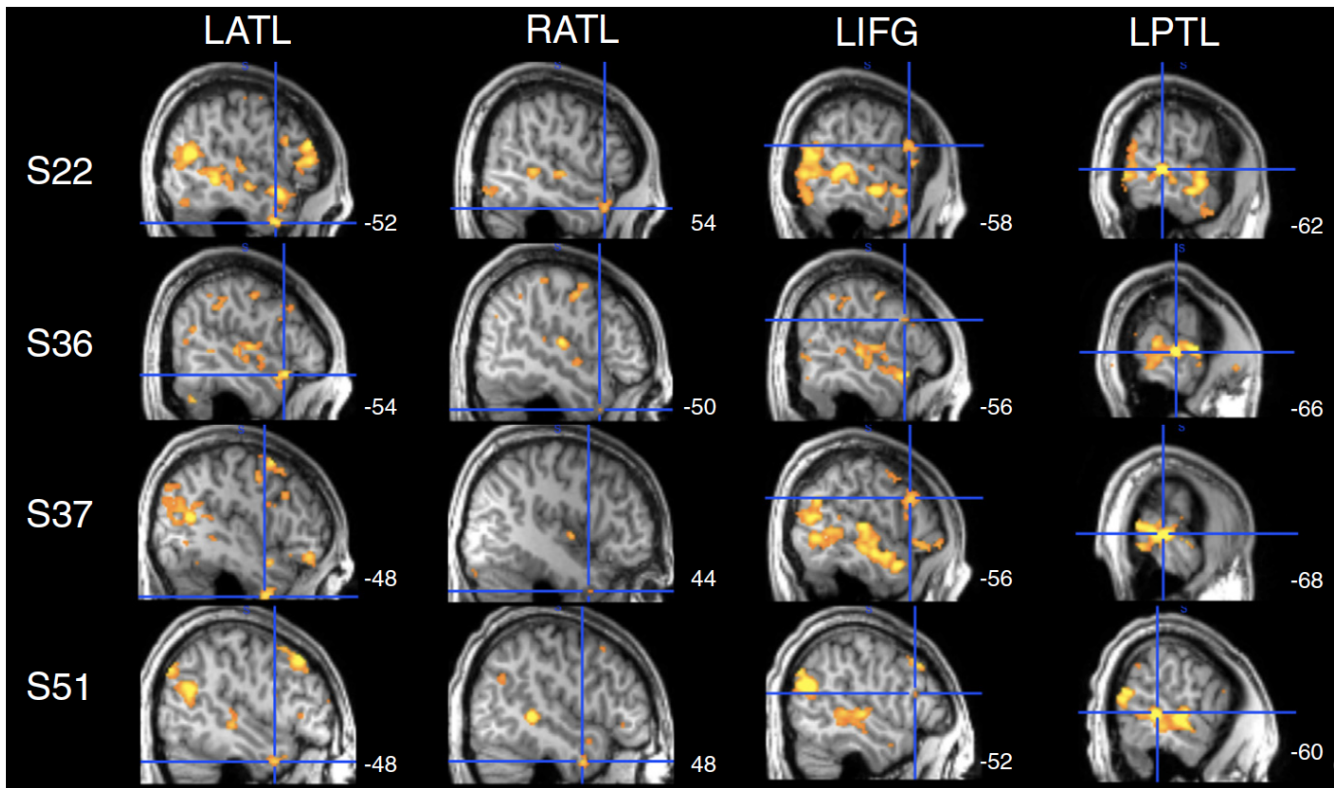 LATL RATL LIFG LPTL
S S S S
S22 -52 54 -58 -62
S S S S
S36 -54 -50 -56 -66
S S S S
S37 -48 44 -56 -68
S S S S
S51 -48 48 -52 -60